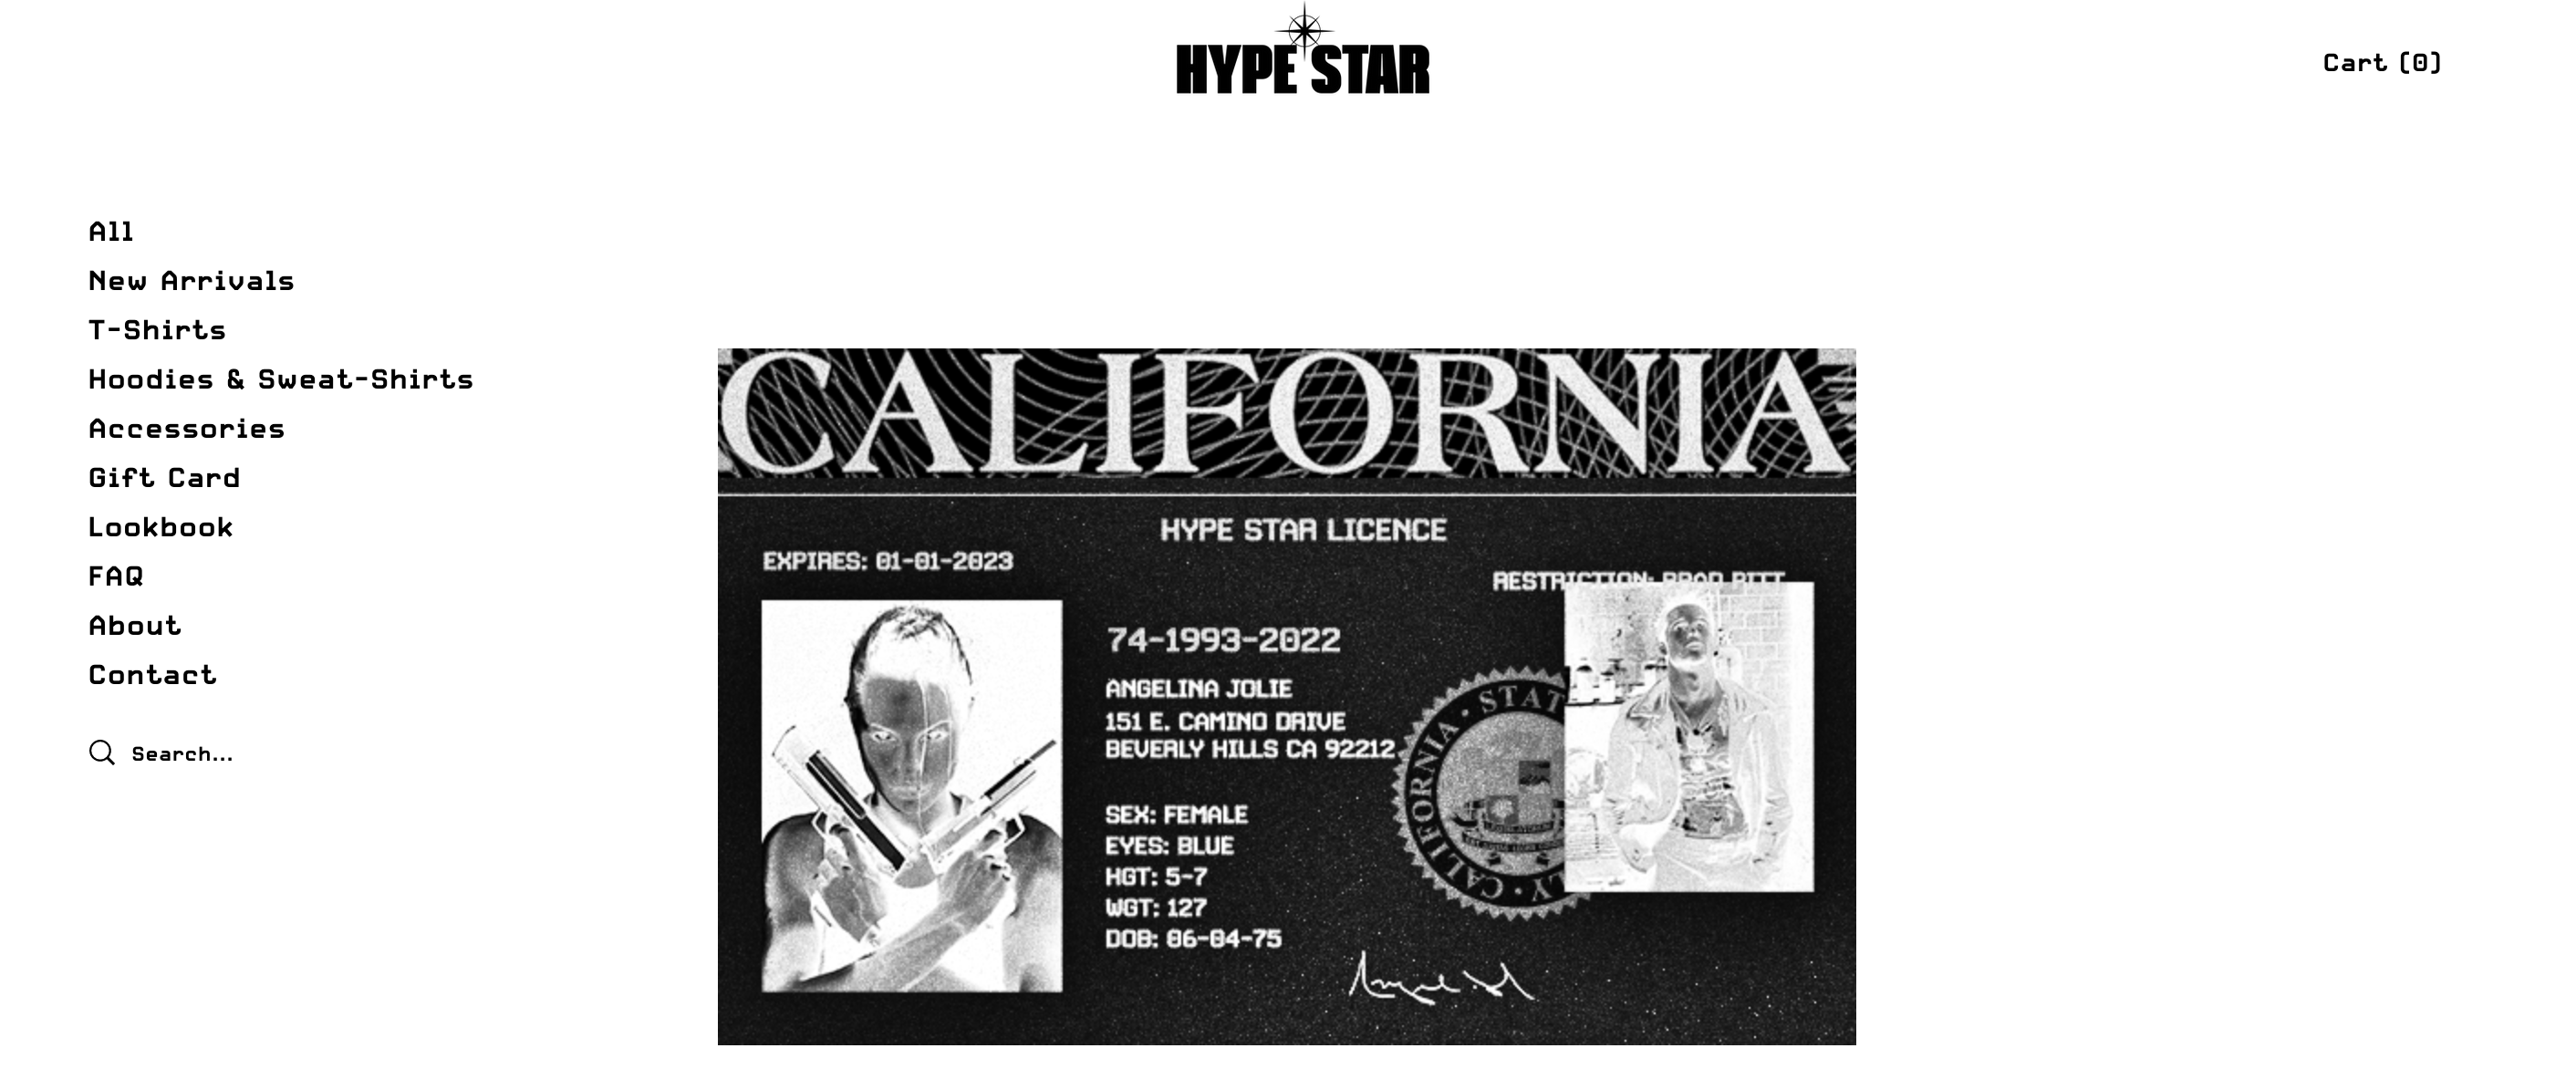 HYPE STAR
Cart (0)
All
New Arrivals
T-Shirts
Hoodies & Sweat-Shirts
Accessories
Gift Card
Lookbook
FAQ
About
Contact
Search...
CALIFORNIA
HYPE STAR LICENCE
EXPIRES: 01-01-2023
RESTRICTION: BRAD PITT
74-1993-2022
ANGELINA JOLIE
151 E. CAMINO DRIVE
BEVERLY HILLS CA 92212
SEX: FEMALE
EYES: BLUE
HGT: 5-7
WGT: 127
DOB: 06-04-75
CALIFORNIA · STAT